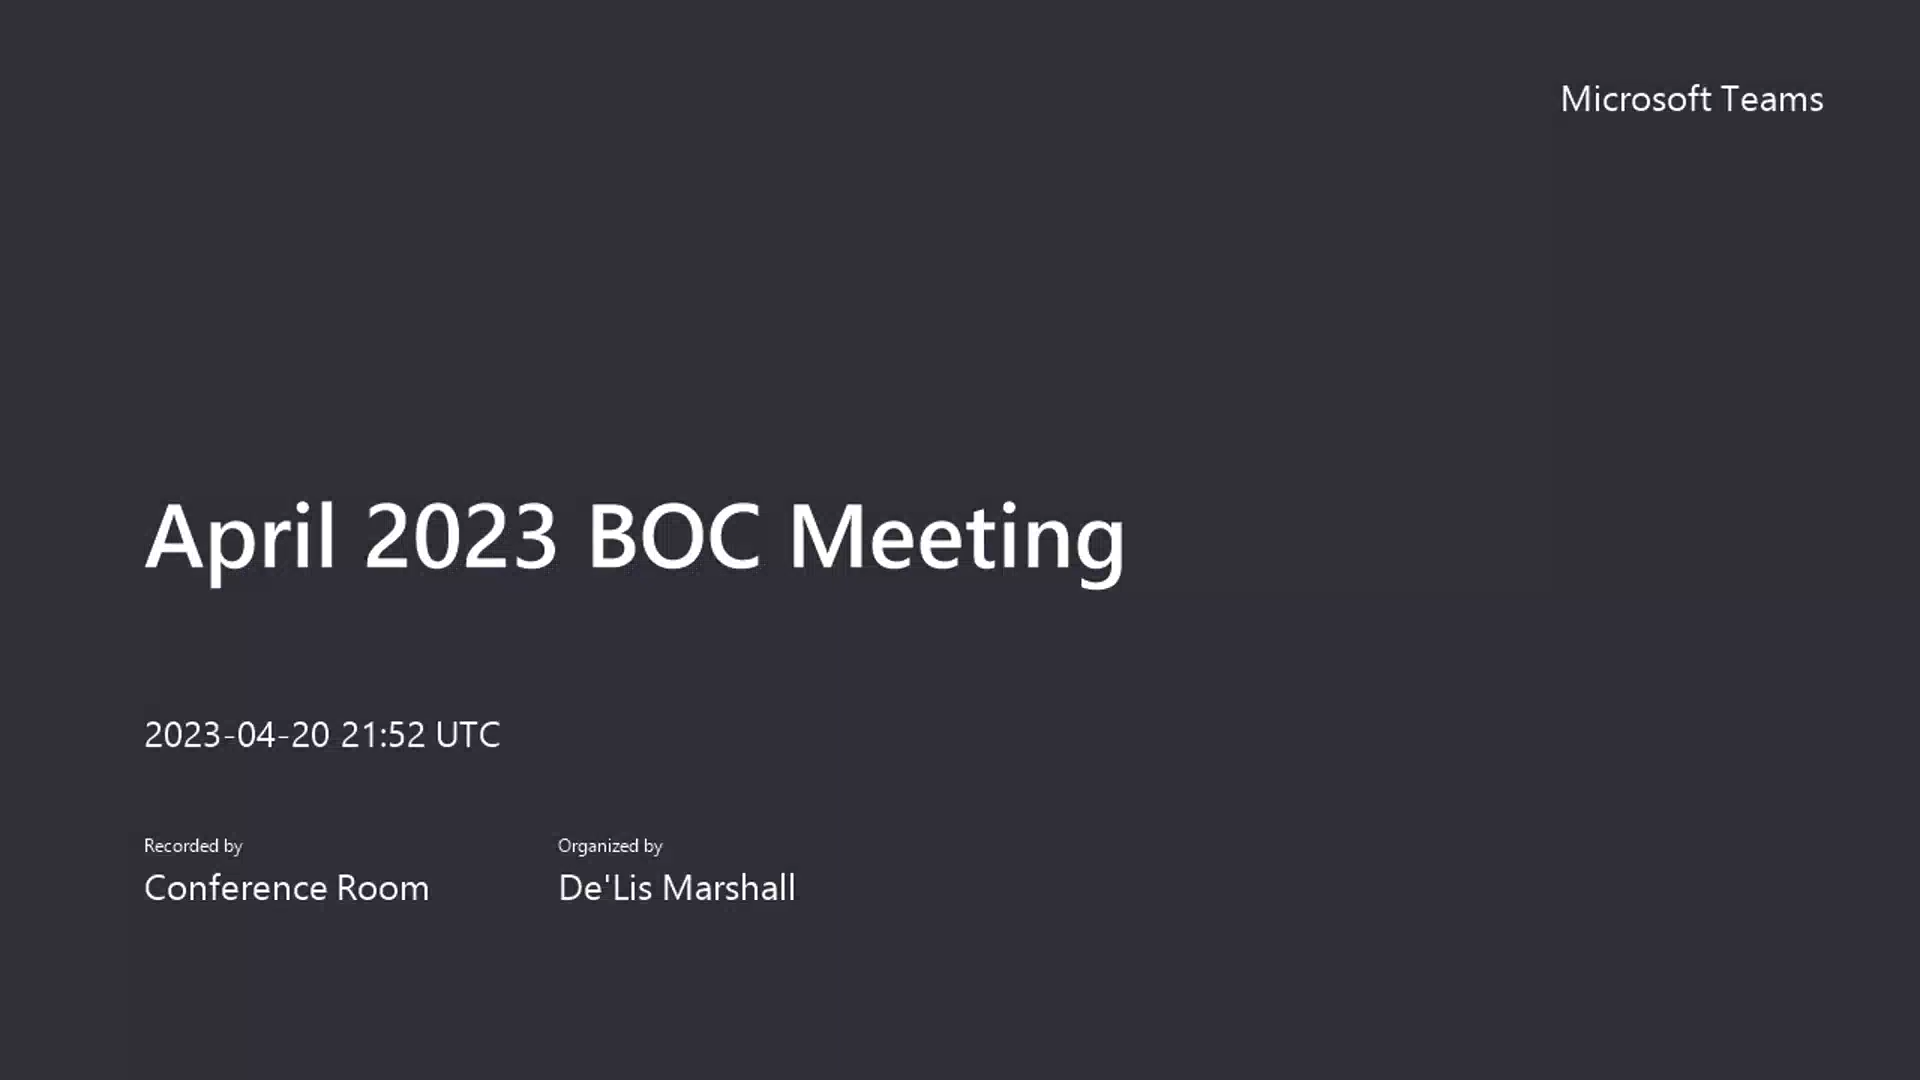 Microsoft Teams
April 2023 BOC Meeting
2023-04-20 21:52 UTC
Recorded by
Conference Room
Organized by
De'Lis Marshall